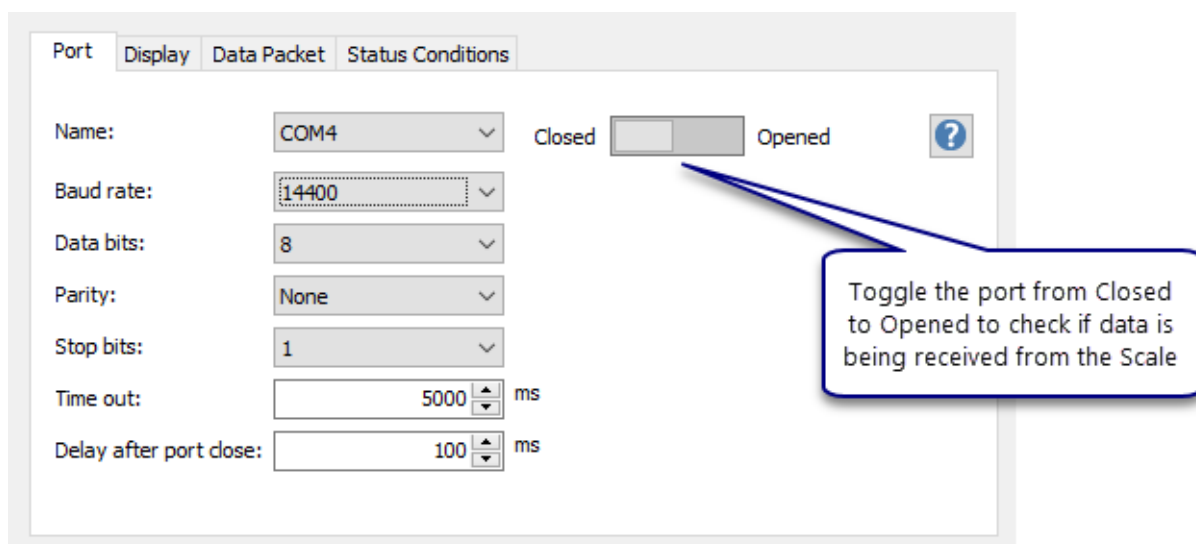 Port Display Data Packet Status Conditions
Name: COM4 Closed Opened ?
Baud rate: 14400
Data bits: 8
Parity: None
Stop bits: 1
Time out: 5000 ms
Delay after port close: 100 ms
Toggle the port from Closed
to Opened to check if data is
being received from the Scale